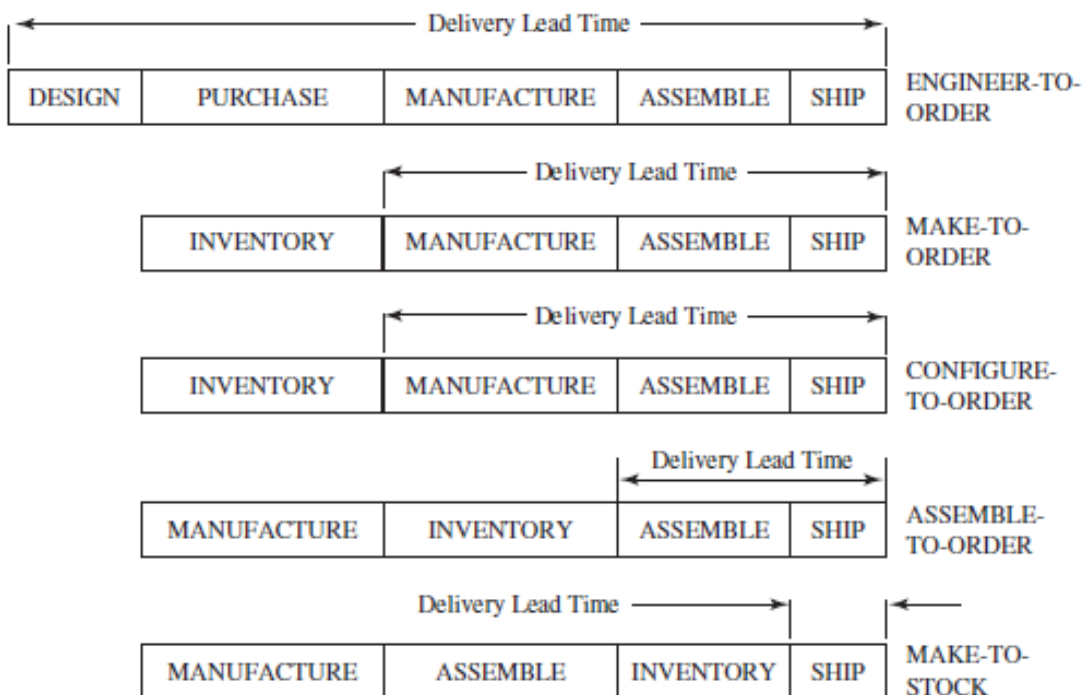 Delivery Lead Time
DESIGN PURCHASE MANUFACTURE ASSEMBLE SHIP ENGINEER-TO-
ORDER
Delivery Lead Time
INVENTORY MANUFACTURE ASSEMBLE SHIP MAKE-TO-
ORDER
Delivery Lead Time
INVENTORY MANUFACTURE ASSEMBLE SHIP CONFIGURE-
TO-ORDER
Delivery Lead Time
MANUFACTURE INVENTORY ASSEMBLE SHIP ASSEMBLE-
TO-ORDER
Delivery Lead Time
MANUFACTURE ASSEMBLE INVENTORY SHIP MAKE-TO-
STOCK